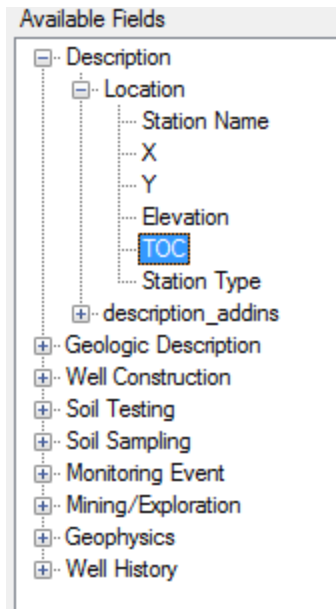 Available Fields
Description
Location
Station Name
X
Y
Elevation
TOC
Station Type
description_addins
Geologic Description
Well Construction
Soil Testing
Soil Sampling
Monitoring Event
Mining/Exploration
Geophysics
Well History